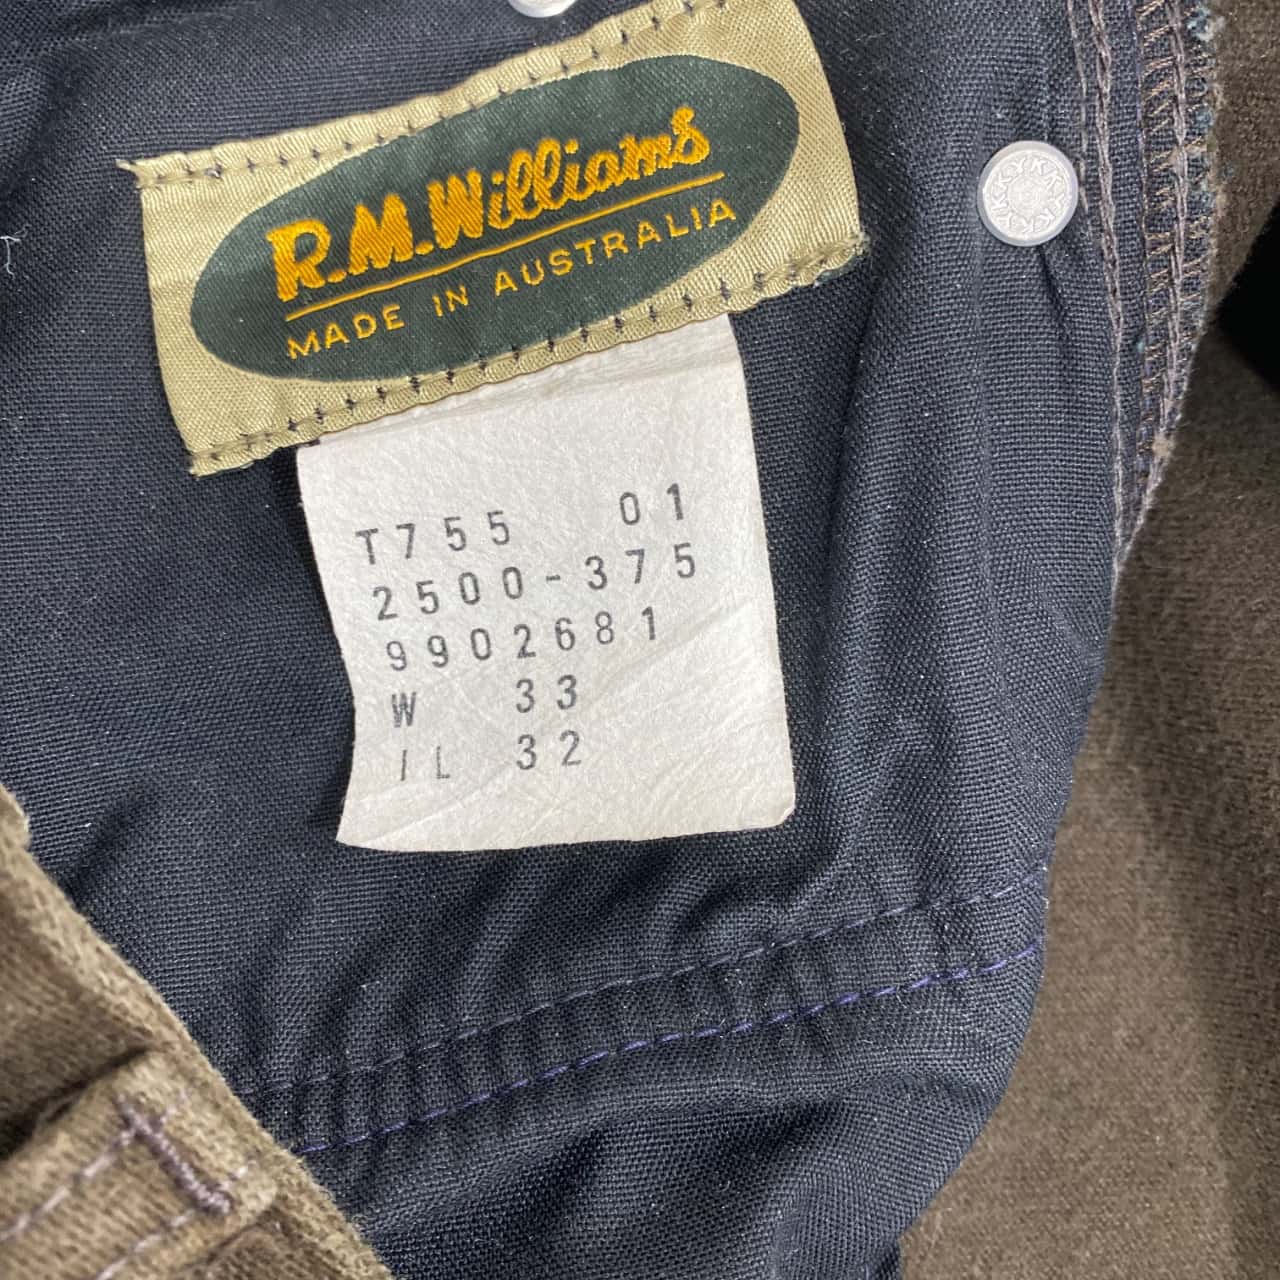 R.M.Williams
MADE IN AUSTRALIA
T755 01
2500-375
9902681
W 33
IL 32